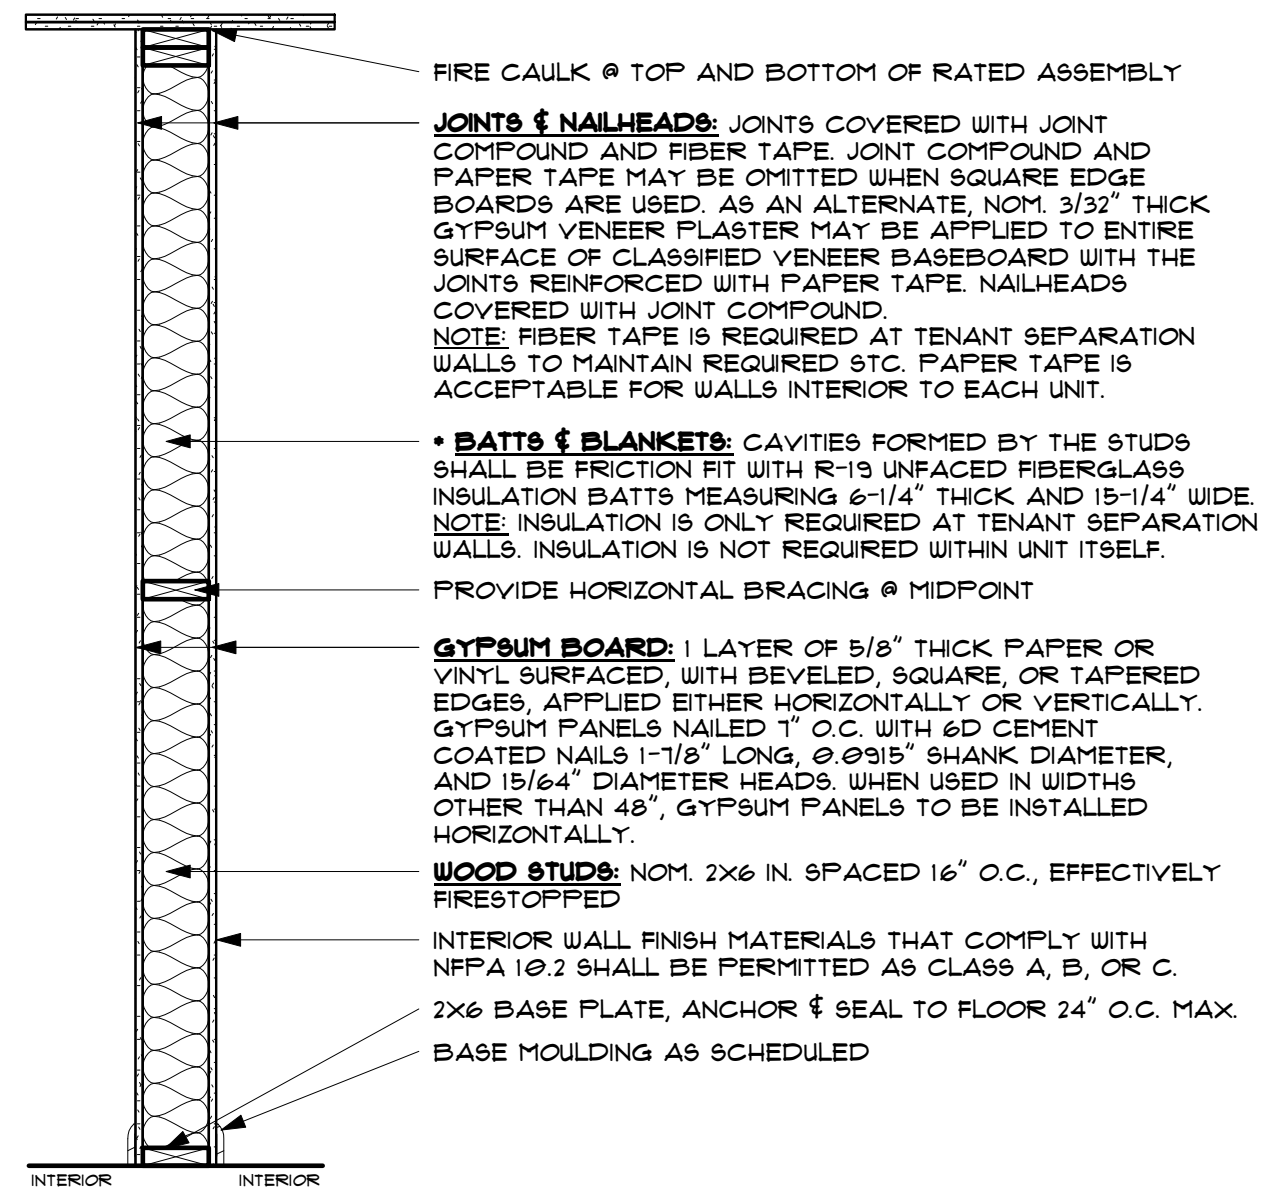 FIRE CAULK @ TOP AND BOTTOM OF RATED ASSEMBLY
JOINTS & NAILHEADS: JOINTS COVERED WITH JOINT
COMPOUND AND FIBER TAPE. JOINT COMPOUND AND
PAPER TAPE MAY BE OMITTED WHEN SQUARE EDGE
BOARDS ARE USED. AS AN ALTERNATE, NOM. 3/32" THICK
GYPSUM VENEER PLASTER MAY BE APPLIED TO ENTIRE
SURFACE OF CLASSIFIED VENEER BASEBOARD WITH THE
JOINTS REINFORCED WITH PAPER TAPE. NAILHEADS
COVERED WITH JOINT COMPOUND.
NOTE: FIBER TAPE IS REQUIRED AT TENANT SEPARATION
WALLS TO MAINTAIN REQUIRED STC. PAPER TAPE IS
ACCEPTABLE FOR WALLS INTERIOR TO EACH UNIT.
* BATTS & BLANKETS: CAVITIES FORMED BY THE STUDS
SHALL BE FRICTION FIT WITH R-19 UNFACED FIBERGLASS
INSULATION BATTS MEASURING 6-1/4" THICK AND 15-1/4" WIDE.
NOTE: INSULATION IS ONLY REQUIRED AT TENANT SEPARATION
WALLS. INSULATION IS NOT REQUIRED WITHIN UNIT ITSELF.
PROVIDE HORIZONTAL BRACING @ MIDPOINT
GYPSUM BOARD: 1 LAYER OF 5/8" THICK PAPER OR
VINYL SURFACED, WITH BEVELED, SQUARE, OR TAPERED
EDGES, APPLIED EITHER HORIZONTALLY OR VERTICALLY.
GYPSUM PANELS NAILED 7" O.C. WITH 6D CEMENT
COATED NAILS 1-7/8" LONG, 0.0915" SHANK DIAMETER,
AND 15/64" DIAMETER HEADS. WHEN USED IN WIDTHS
OTHER THAN 48", GYPSUM PANELS TO BE INSTALLED
HORIZONTALLY.
WOOD STUDS: NOM. 2X6 IN. SPACED 16" O.C., EFFECTIVELY
FIRESTOPPED
INTERIOR WALL FINISH MATERIALS THAT COMPLY WITH
NFPA 10.2 SHALL BE PERMITTED AS CLASS A, B, OR C.
2X6 BASE PLATE, ANCHOR & SEAL TO FLOOR 24" O.C. MAX.
BASE MOULDING AS SCHEDULED
INTERIOR INTERIOR